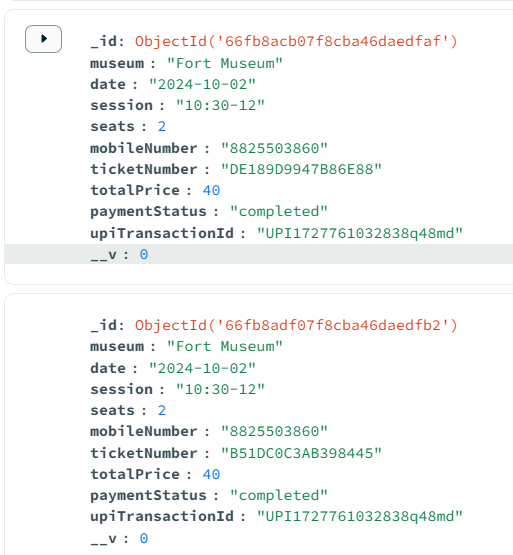 _id: ObjectId('66fb8acb07f8cba46daedfaf')
museum : "Fort Museum"
date : "2024-10-02"
session : "10:30-12"
seats : 2
mobileNumber : "8825503860"
ticketNumber : "DE189D9947B86E88"
totalPrice : 40
paymentStatus : "completed"
upiTransactionId : "UPI1727761032838q48md"
__v : 0
_id: ObjectId('66fb8adf07f8cba46daedfb2')
museum : "Fort Museum"
date : "2024-10-02"
session : "10:30-12"
seats : 2
mobileNumber : "8825503860"
ticketNumber : "B51DC0C3AB398445"
totalPrice : 40
paymentStatus : "completed"
upiTransactionId : "UPI1727761032838q48md"
__v : 0